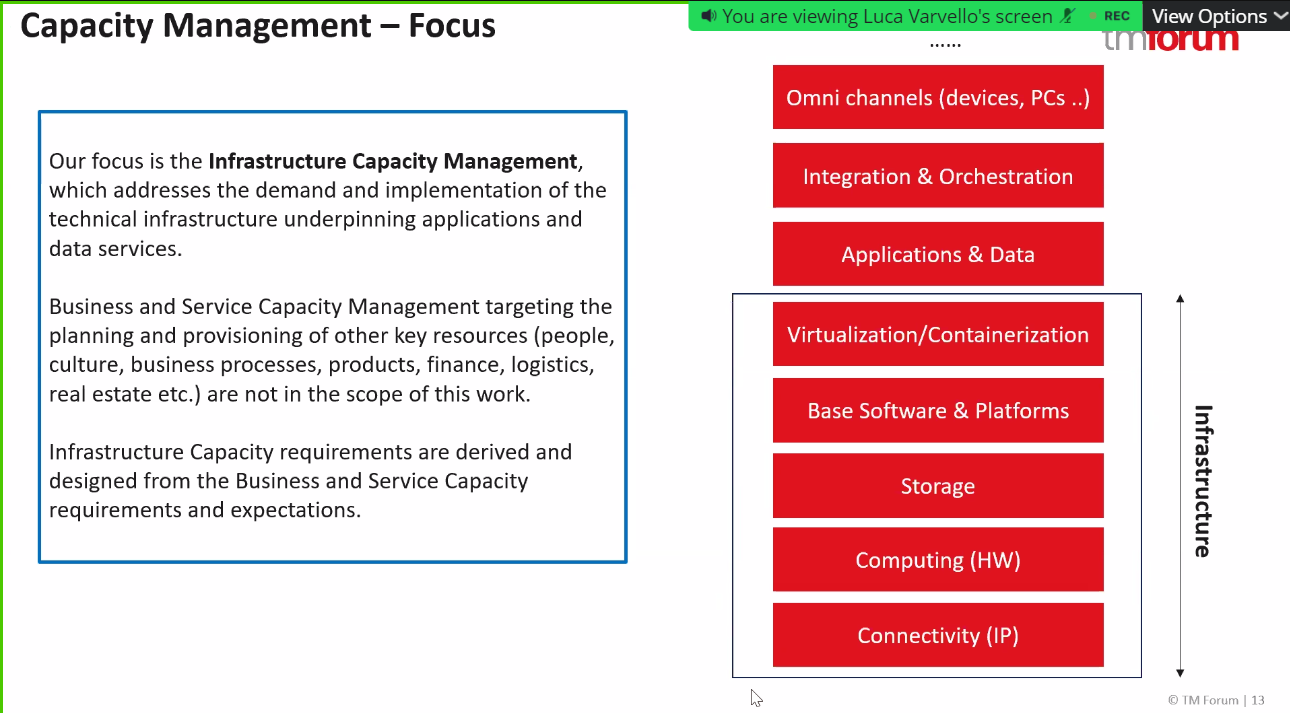 Capacity Management – Focus
You are viewing Luca Varvello's screen
REC
View Options
tmforum
......
Omni channels (devices, PCs ..)
Integration & Orchestration
Applications & Data
Virtualization/Containerization
Base Software & Platforms
Storage
Computing (HW)
Connectivity (IP)
Infrastructure
Our focus is the Infrastructure Capacity Management,
which addresses the demand and implementation of the
technical infrastructure underpinning applications and
data services.
Business and Service Capacity Management targeting the
planning and provisioning of other key resources (people,
culture, business processes, products, finance, logistics,
real estate etc.) are not in the scope of this work.
Infrastructure Capacity requirements are derived and
designed from the Business and Service Capacity
requirements and expectations.
© TM Forum | 13